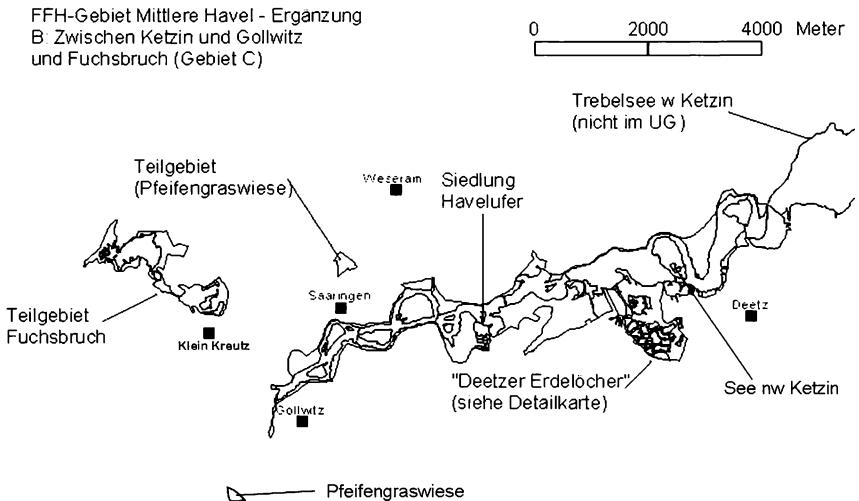 FFH-Gebiet Mittlere Havel - Ergänzung
B: Zwischen Ketzin und Gollwitz
und Fuchsbruch (Gebiet C)
0 2000 4000 Meter
Trebelsee w Ketzin
(nicht im UG)
Teilgebiet
(Pfeifengraswiese)
Weseram
Siedlung
Havelufer
Saaringen
Teilgebiet
Fuchsbruch
Klein Kreutz
Deetz
"Deetzer Erdelöcher"
(siehe Detailkarte)
See nw Ketzin
Gollwitz
Pfeifengraswiese